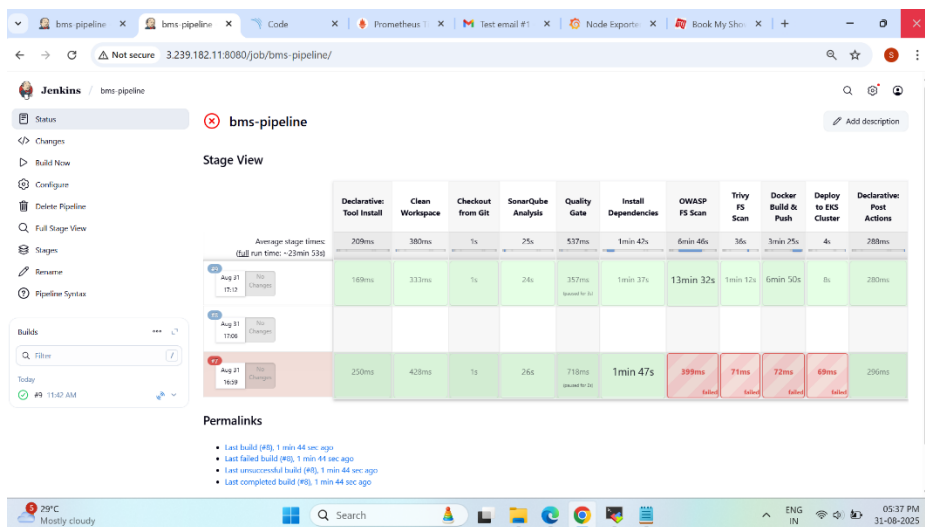 bms-pipeline
bms-pipeline
Code
Prometheus T
Test email #1
Node Exporter
Book My Sho
Not secure 3.239.182.11:8080/job/bms-pipeline/
S
Jenkins / bms-pipeline
Status
Changes
Build Now
Configure
Delete Pipeline
Full Stage View
Stages
Rename
Pipeline Syntax
Builds
Filter /
Today
#9 11:42 AM
bms-pipeline
Add description
Stage View
Declarative: Tool Install
Clean Workspace
Checkout from Git
SonarQube Analysis
Quality Gate
Install Dependencies
OWASP FS Scan
Trivy FS Scan
Docker Build & Push
Deploy to EKS Cluster
Declarative: Post Actions
Average stage times: 209ms 380ms 1s 25s 537ms 1min 42s 6min 46s 36s 3min 25s 4s 288ms
(full run time: ~23min 53s)
#9
Aug 31 No
17:12 Changes
169ms 333ms 1s 24s 357ms 1min 37s 13min 32s 1min 12s 6min 50s 8s 280ms
#8
Aug 31 No
17:06 Changes
#7
Aug 31 No
16:59 Changes
250ms 428ms 1s 26s 718ms 1min 47s 399ms 71ms 72ms 69ms 296ms
failed failed failed failed
Permalinks
Last build (#8), 1 min 44 sec ago
Last failed build (#8), 1 min 44 sec ago
Last unsuccessful build (#8), 1 min 44 sec ago
Last completed build (#8), 1 min 44 sec ago
5
29°C
Mostly cloudy
Search
ENG
IN
05:37 PM
31-08-2025